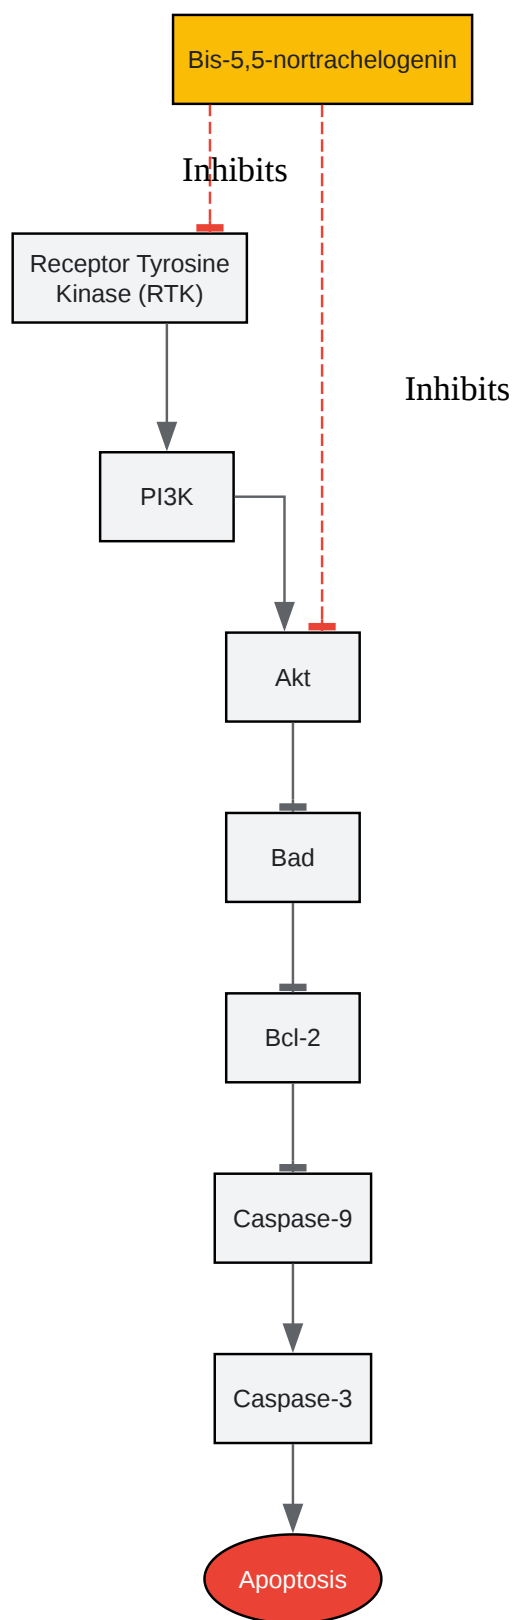 Bis-5,5-nortrachelogenin
Inhibits
Receptor Tyrosine
Kinase (RTK)
Inhibits
PI3K
Akt
Bad
Bcl-2
Caspase-9
Caspase-3
Apoptosis